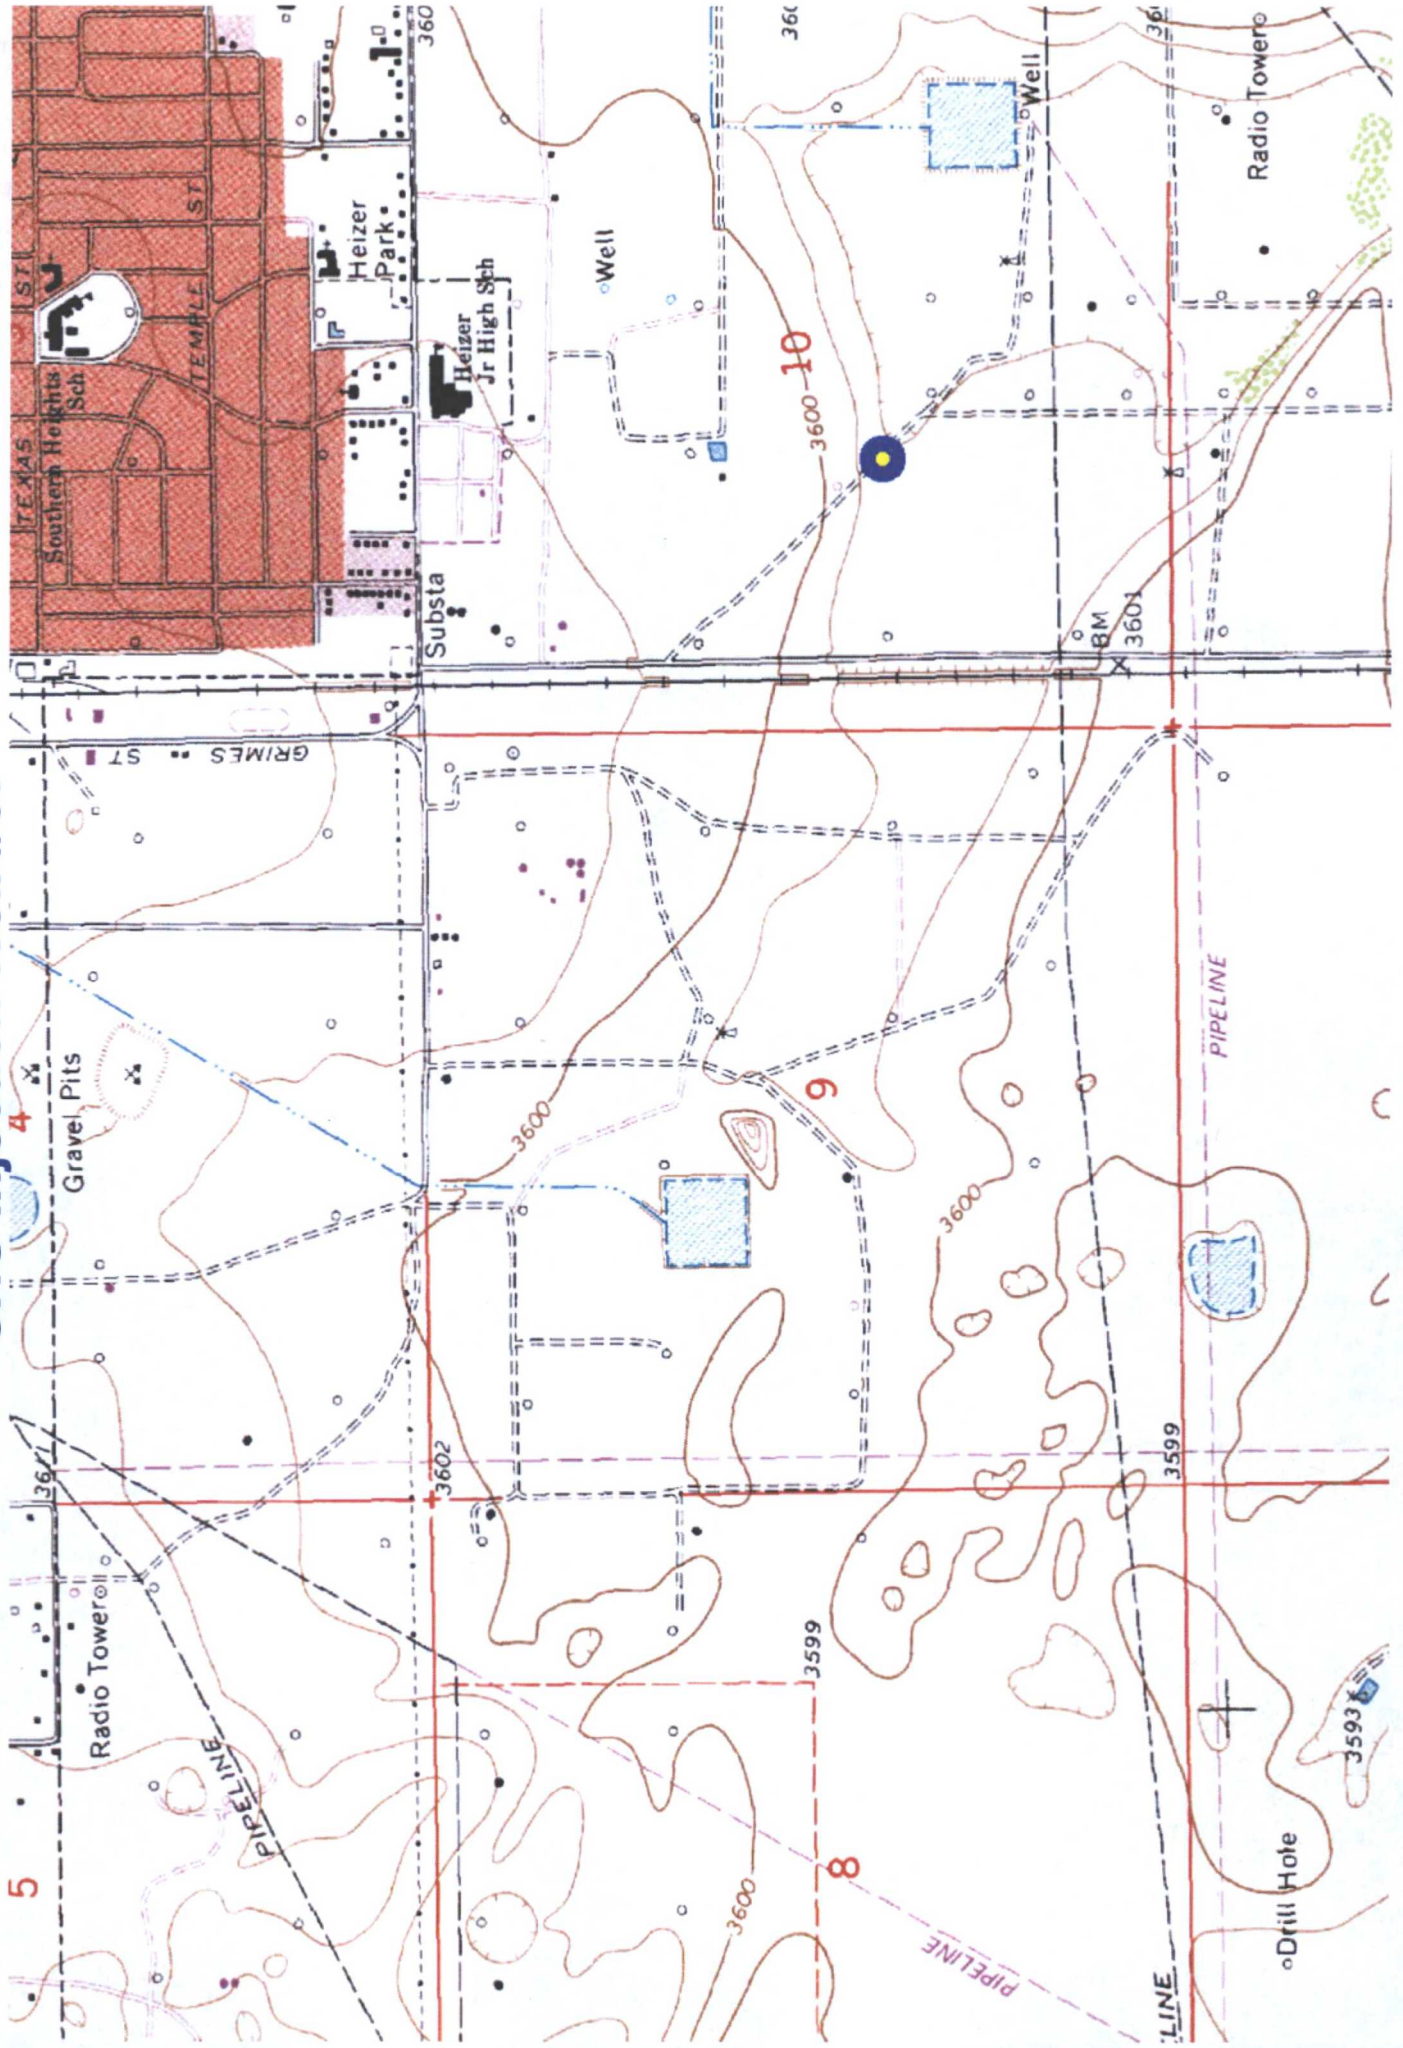 5
4
Radio Tower
Gravel Pits
TEXAS
ST
Southern Heights
Sch
TEMPLE
ST
GRIMES
ST
PIPELINE
Heizer
Park
Substa
Heizer
Jr High Sch
3602
Well
3600
3600
10
9
8
3599
3600
3600
Well
BM
3601
PIPELINE
PIPELINE
3599
Radio Tower
Drill Hole
3593